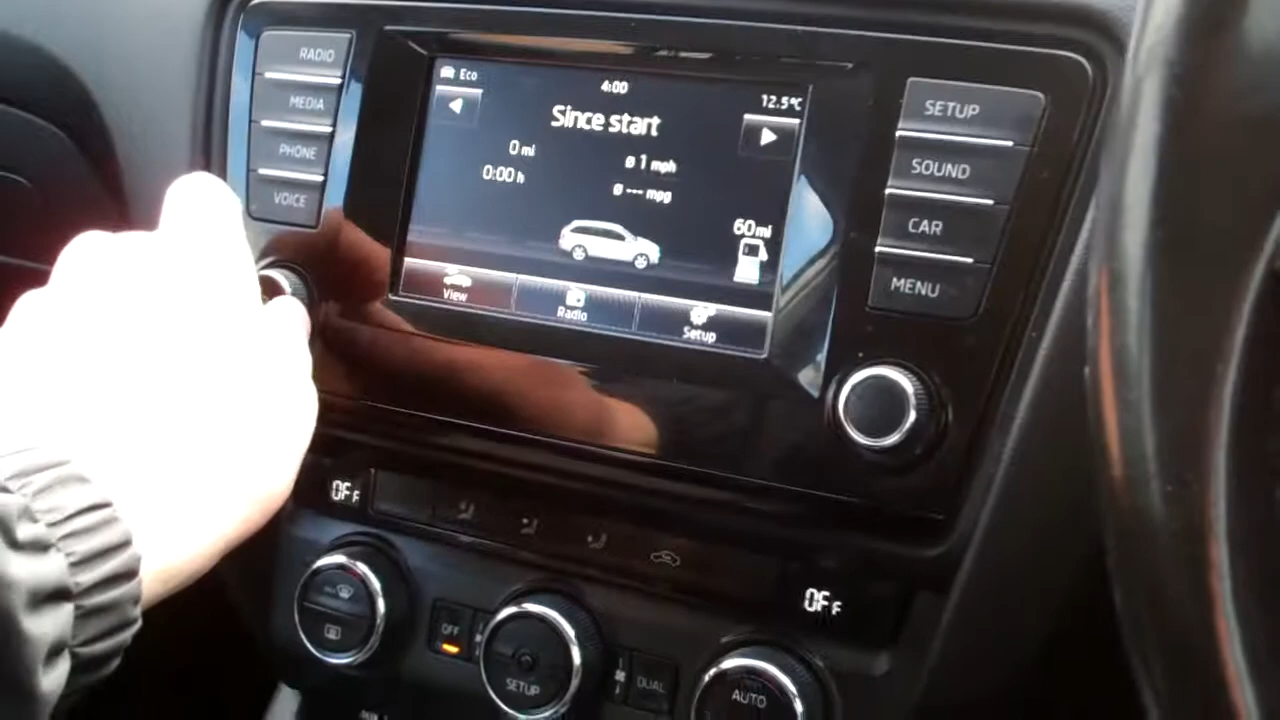 RADIO
MEDIA
PHONE
VOICE
Eco
4:00
12.5°C
Since start
0 mi
ø 1 mph
0:00 h
ø --- mpg
60 mi
View
Radio
Setup
SETUP
SOUND
CAR
MENU
OFF
OFF
OFF
SETUP
DUAL
AUTO